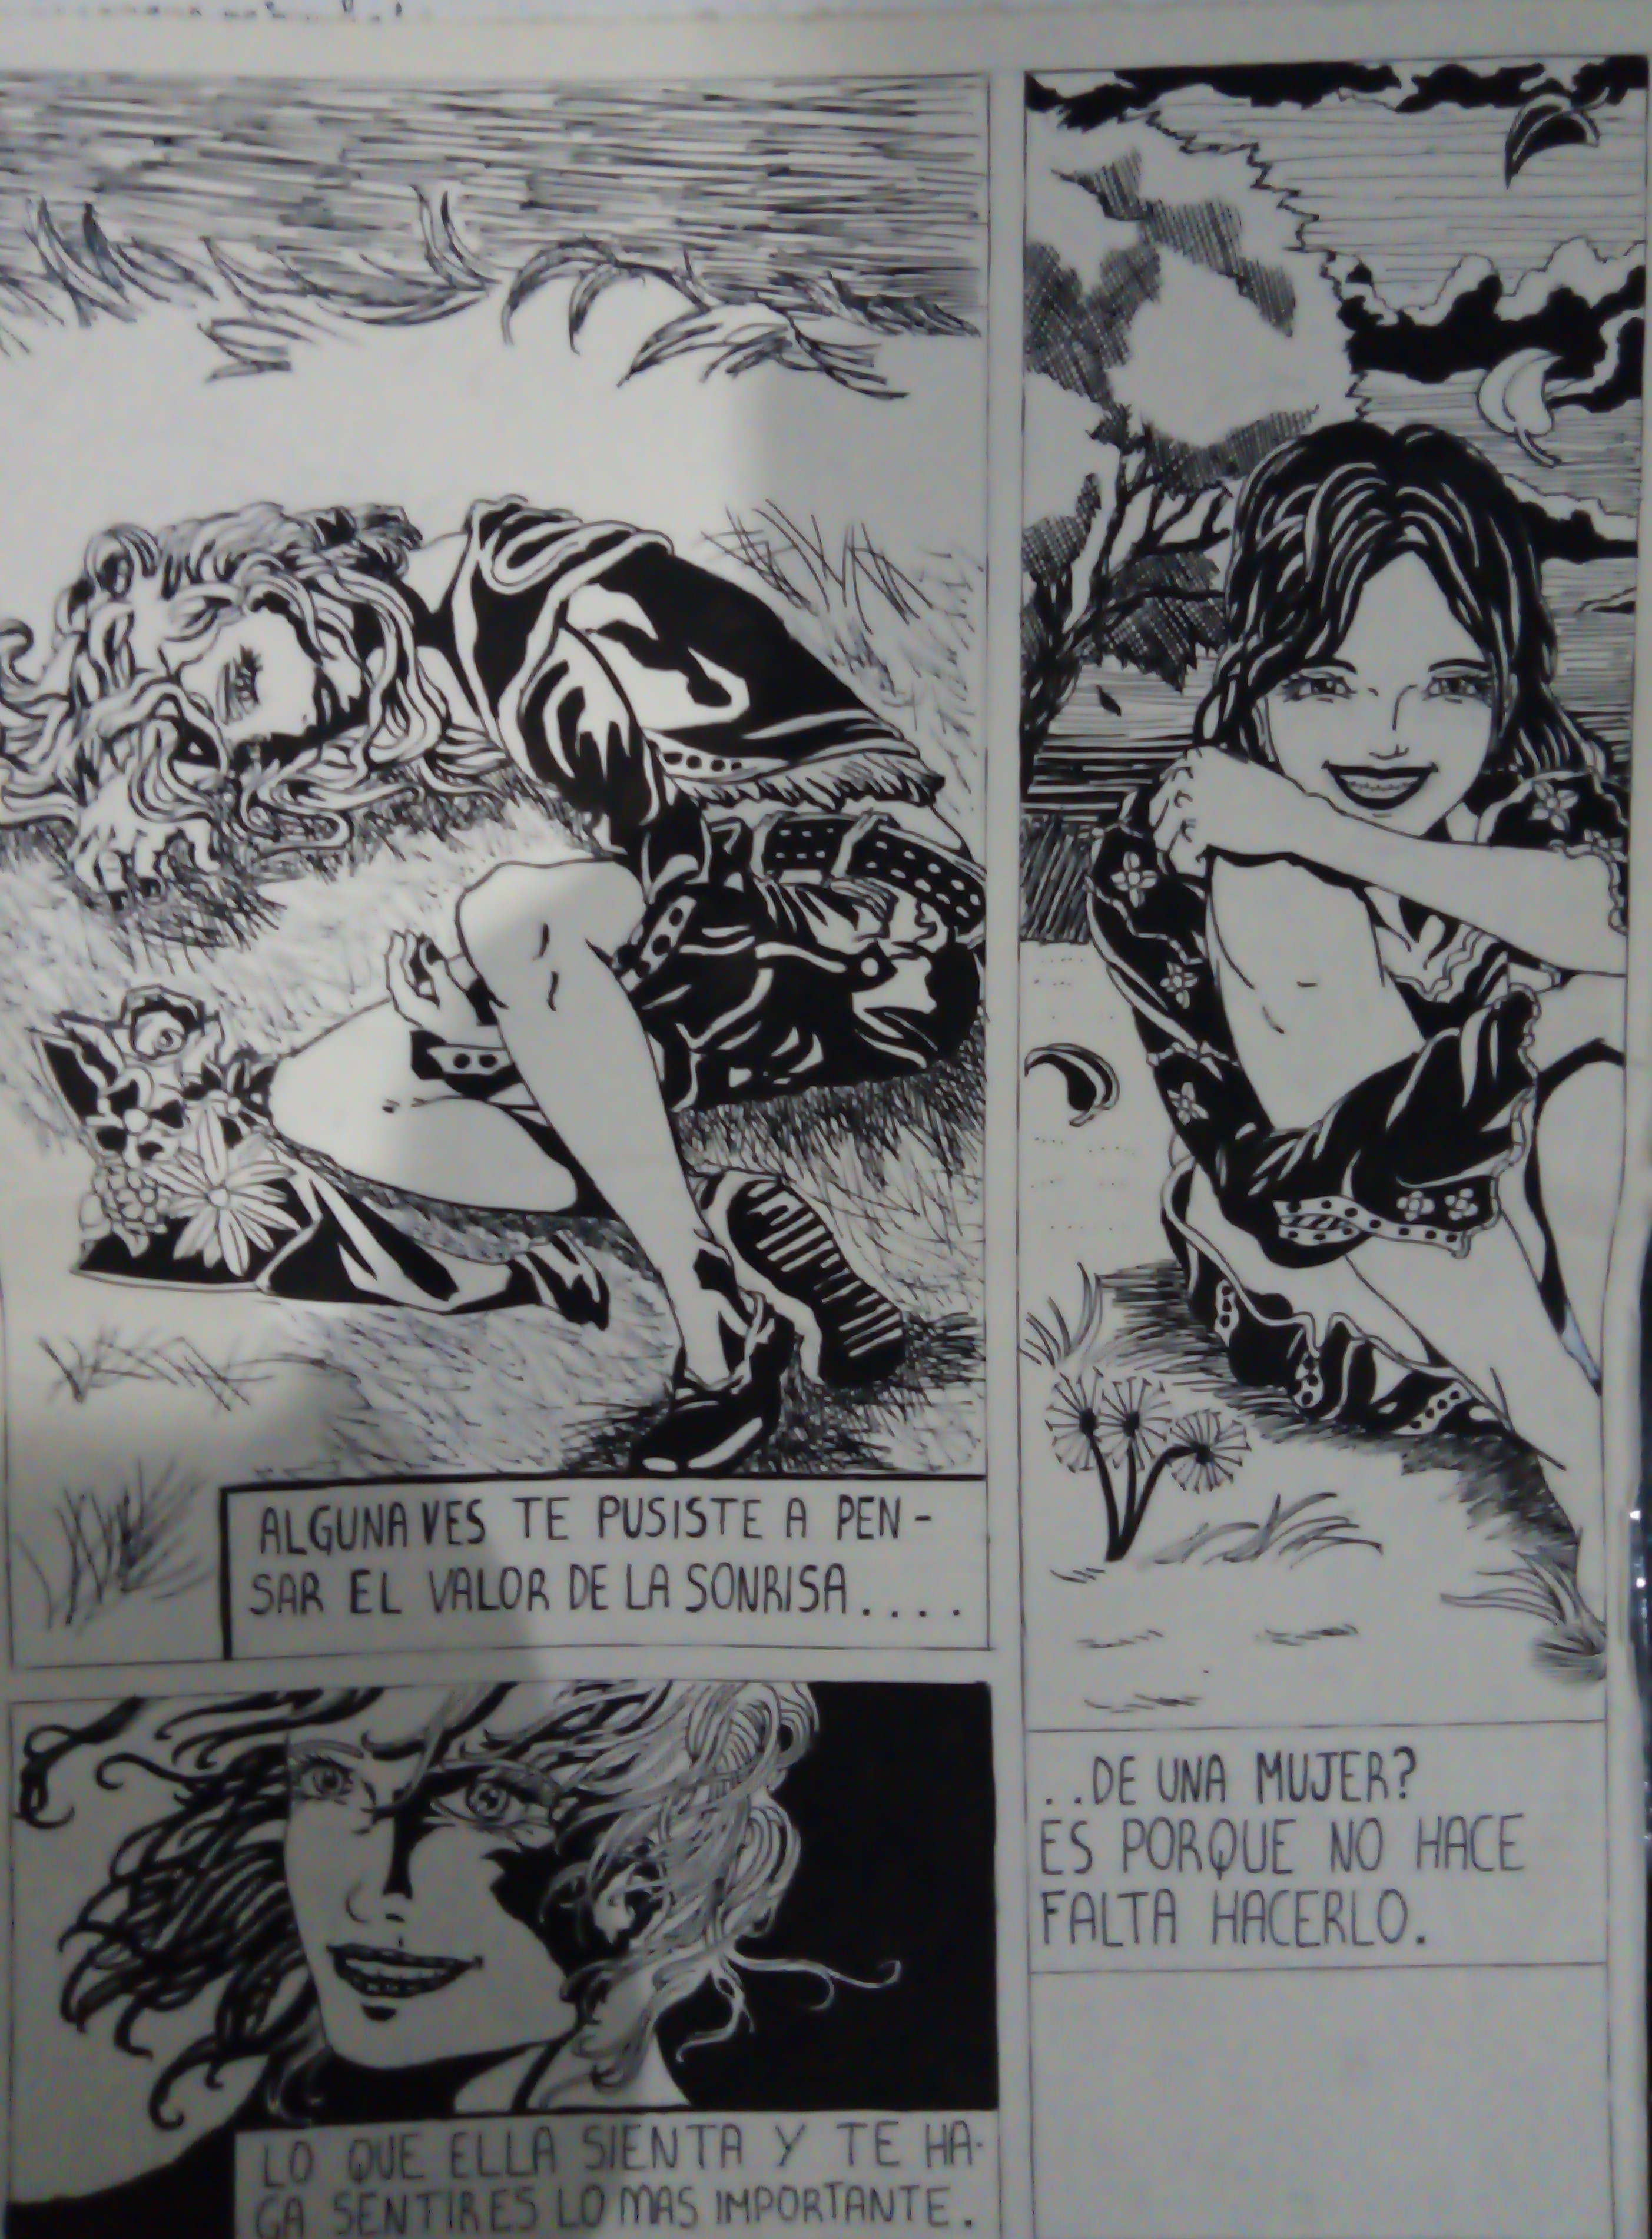 ALGUNA VES TE PUSISTE A PEN-
SAR EL VALOR DE LA SONRISA....
..DE UNA MUJER?
ES PORQUE NO HACE
FALTA HACERLO.
LO QUE ELLA SIENTA Y TE HA-
GA SENTIR ES LO MAS IMPORTANTE.